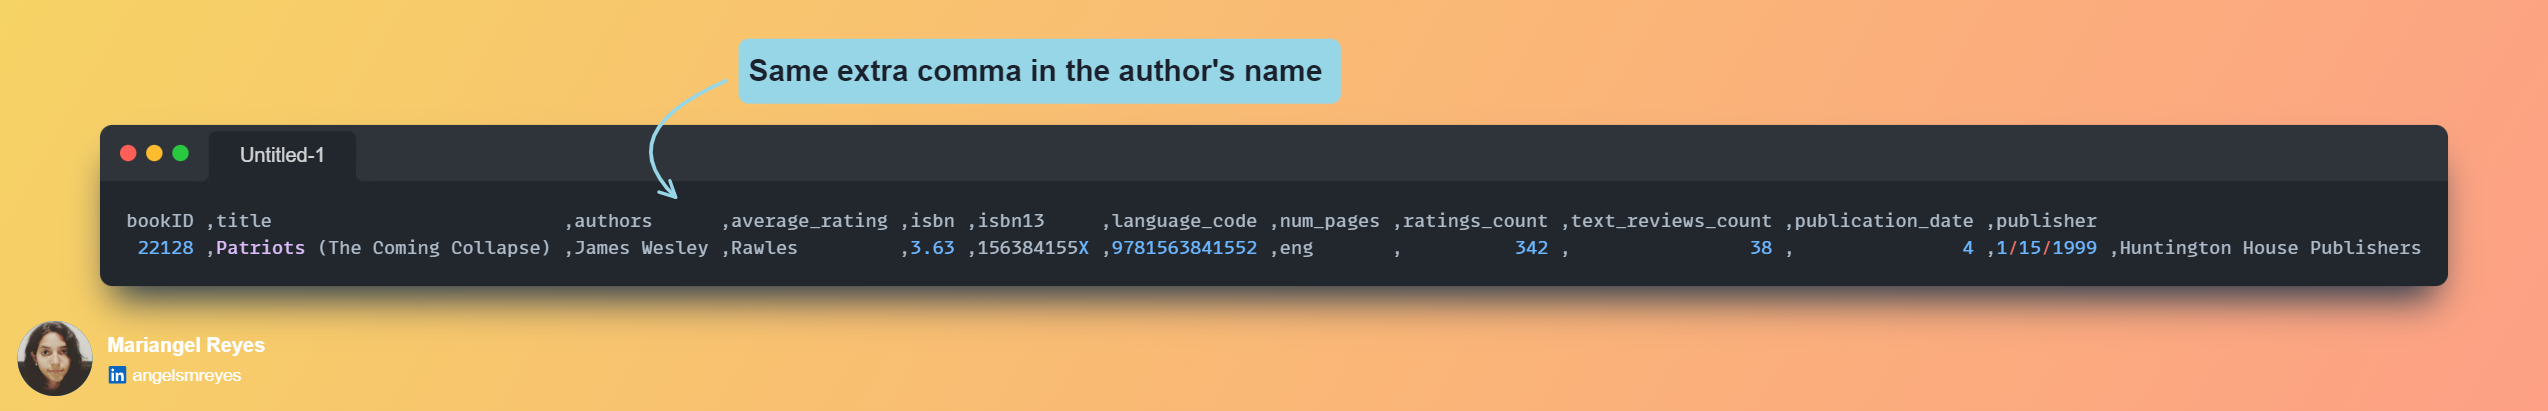 Same extra comma in the author's name
Untitled-1
bookID ,title ,authors ,average_rating ,isbn ,isbn13 ,language_code ,num_pages ,ratings_count ,text_reviews_count ,publication_date ,publisher
22128 ,Patriots (The Coming Collapse) ,James Wesley ,Rawles ,3.63 ,156384155X ,9781563841552 ,eng , 342 , 38 , 4 ,1/15/1999 ,Huntington House Publishers
Mariangel Reyes
in angelsmreyes